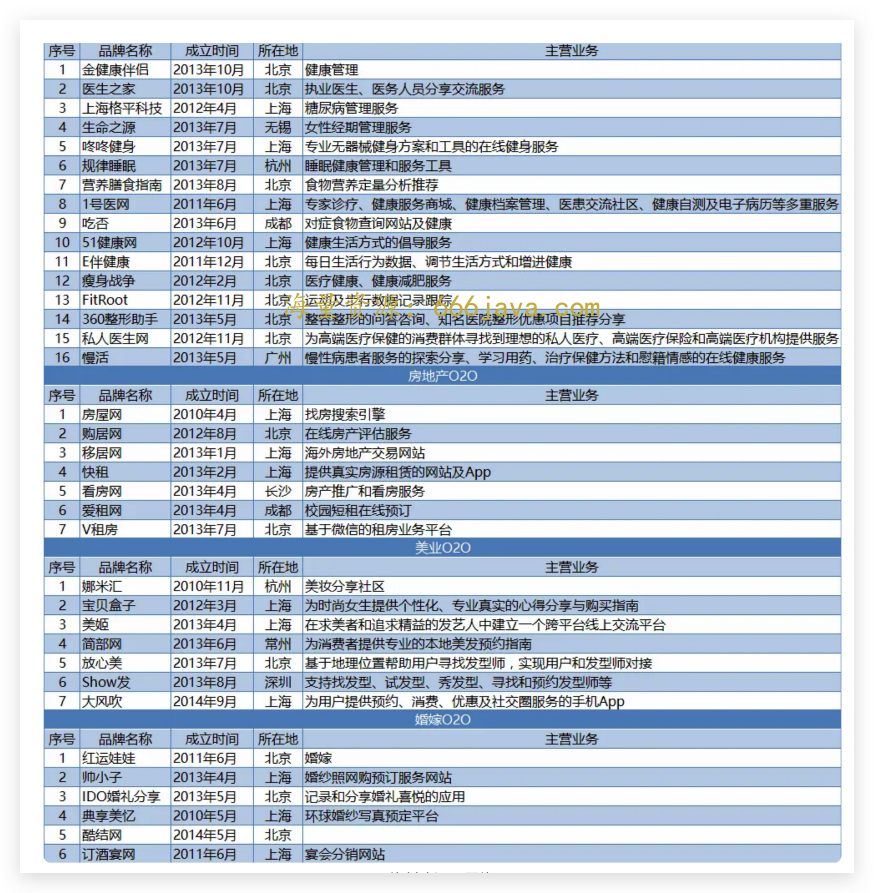 序号 品牌名称 成立时间 所在地 主营业务
1 金健康伴侣 2013年10月 北京 健康管理
2 医生之家 2013年10月 北京 执业医生、医务人员分享交流服务
3 上海格平科技 2012年4月 上海 糖尿病管理服务
4 生命之源 2013年7月 无锡 女性经期管理服务
5 咚咚健身 2013年7月 上海 专业无器械健身方案和工具的在线健身服务
6 规律睡眠 2013年7月 杭州 睡眠健康管理和服务工具
7 营养膳食指南 2013年8月 北京 食物营养定量分析推荐
8 1号医网 2011年6月 上海 专家诊疗、健康服务商城、健康档案管理、医患交流社区、健康自测及电子病历等多重服务
9 吃否 2013年6月 成都 对症食物查询网站及健康
10 51健康网 2012年10月 上海 健康生活方式的倡导服务
11 E伴健康 2011年12月 北京 每日生活行为数据、调节生活方式和增进健康
12 瘦身战争 2012年2月 北京 医疗健康、健康减肥服务
13 FitRoot 2012年11月 北京 运动及步行数据记录跟踪
海量资源：666java.com
14 360整形助手 2013年5月 北京 整容整形的问答咨询、知名医院整形优惠项目推荐分享
15 私人医生网 2012年11月 北京 为高端医疗保健的消费群体寻找到理想的私人医疗、高端医疗保险和高端医疗机构提供服务
16 慢活 2013年5月 广州 慢性病患者服务的探索分享、学习用药、治疗保健方法和慰籍情感的在线健康服务
房地产O2O
序号 品牌名称 成立时间 所在地 主营业务
1 房屋网 2010年4月 上海 找房搜索引擎
2 购居网 2012年8月 北京 在线房产评估服务
3 移居网 2013年1月 上海 海外房地产交易网站
4 快租 2013年2月 上海 提供真实房源租赁的网站及App
5 看房网 2013年4月 长沙 房产推广和看房服务
6 爱租网 2013年4月 成都 校园短租在线预订
7 V租房 2013年7月 北京 基于微信的租房业务平台
美业O2O
序号 品牌名称 成立时间 所在地 主营业务
1 娜米汇 2010年11月 杭州 美妆分享社区
2 宝贝盒子 2012年3月 上海 为时尚女生提供个性化、专业真实的心得分享与购买指南
3 美姬 2013年4月 上海 在求美者和追求精益的发艺人中建立一个跨平台线上交流平台
4 简部网 2013年6月 常州 为消费者提供专业的本地美发预约指南
5 放心美 2013年7月 北京 基于地理位置帮助用户寻找发型师，实现用户和发型师对接
6 Show发 2013年8月 深圳 支持找发型、试发型、秀发型、寻找和预约发型师等
7 大风吹 2014年9月 上海 为用户提供预约、消费、优惠及社交圈服务的手机App
婚嫁O2O
序号 品牌名称 成立时间 所在地 主营业务
1 红运娃娃 2011年6月 北京 婚嫁
2 帅小子 2013年4月 上海 婚纱照网购预订服务网站
3 IDO婚礼分享 2013年5月 北京 记录和分享婚礼喜悦的应用
4 典享美忆 2010年5月 上海 环球婚纱写真预定平台
5 酷结网 2014年5月 北京
6 订酒宴网 2011年6月 上海 宴会分销网站